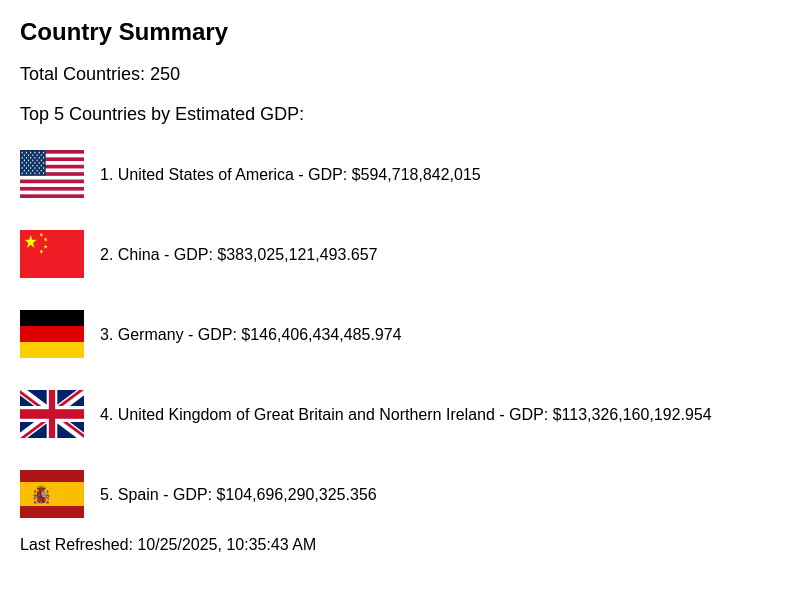 Country Summary
Total Countries: 250
Top 5 Countries by Estimated GDP:
1. United States of America - GDP: $594,718,842,015
2. China - GDP: $383,025,121,493.657
3. Germany - GDP: $146,406,434,485.974
4. United Kingdom of Great Britain and Northern Ireland - GDP: $113,326,160,192.954
5. Spain - GDP: $104,696,290,325.356
Last Refreshed: 10/25/2025, 10:35:43 AM